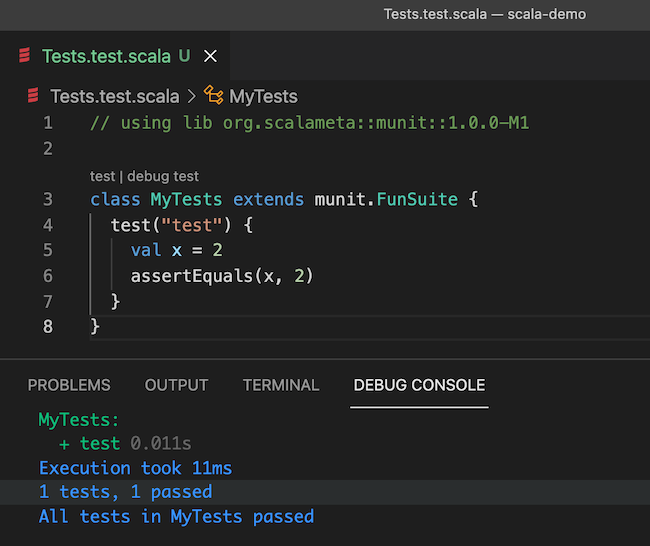 Tests.test.scala — scala-demo
Tests.test.scala U
Tests.test.scala > MyTests
1 // using lib org.scalameta::munit::1.0.0-M1
2
test | debug test
3 class MyTests extends munit.FunSuite {
4 test("test") {
5 val x = 2
6 assertEquals(x, 2)
7 }
8 }
PROBLEMS OUTPUT TERMINAL DEBUG CONSOLE
MyTests:
+ test 0.011s
Execution took 11ms
1 tests, 1 passed
All tests in MyTests passed